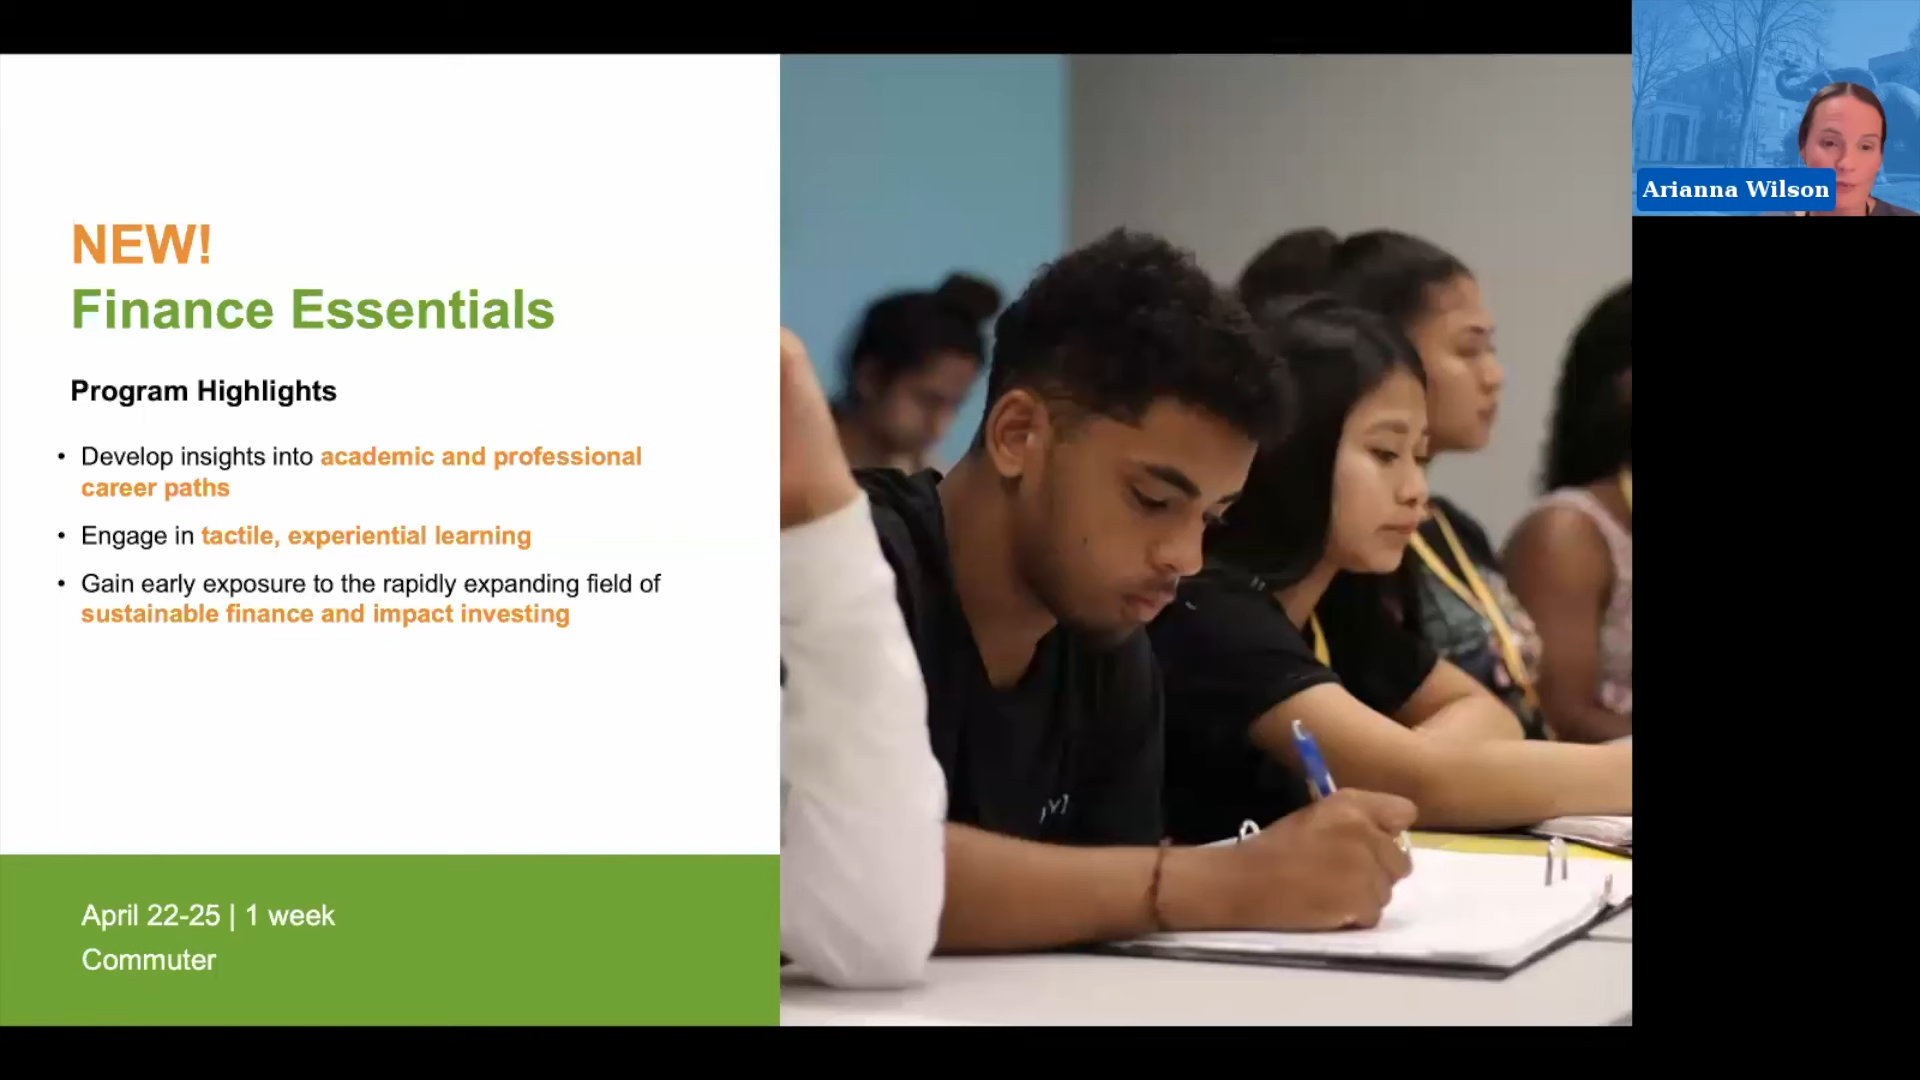 NEW!
Finance Essentials
Program Highlights
• Develop insights into academic and professional
career paths
• Engage in tactile, experiential learning
• Gain early exposure to the rapidly expanding field of
sustainable finance and impact investing
April 22-25 | 1 week
Commuter
Arianna Wilson